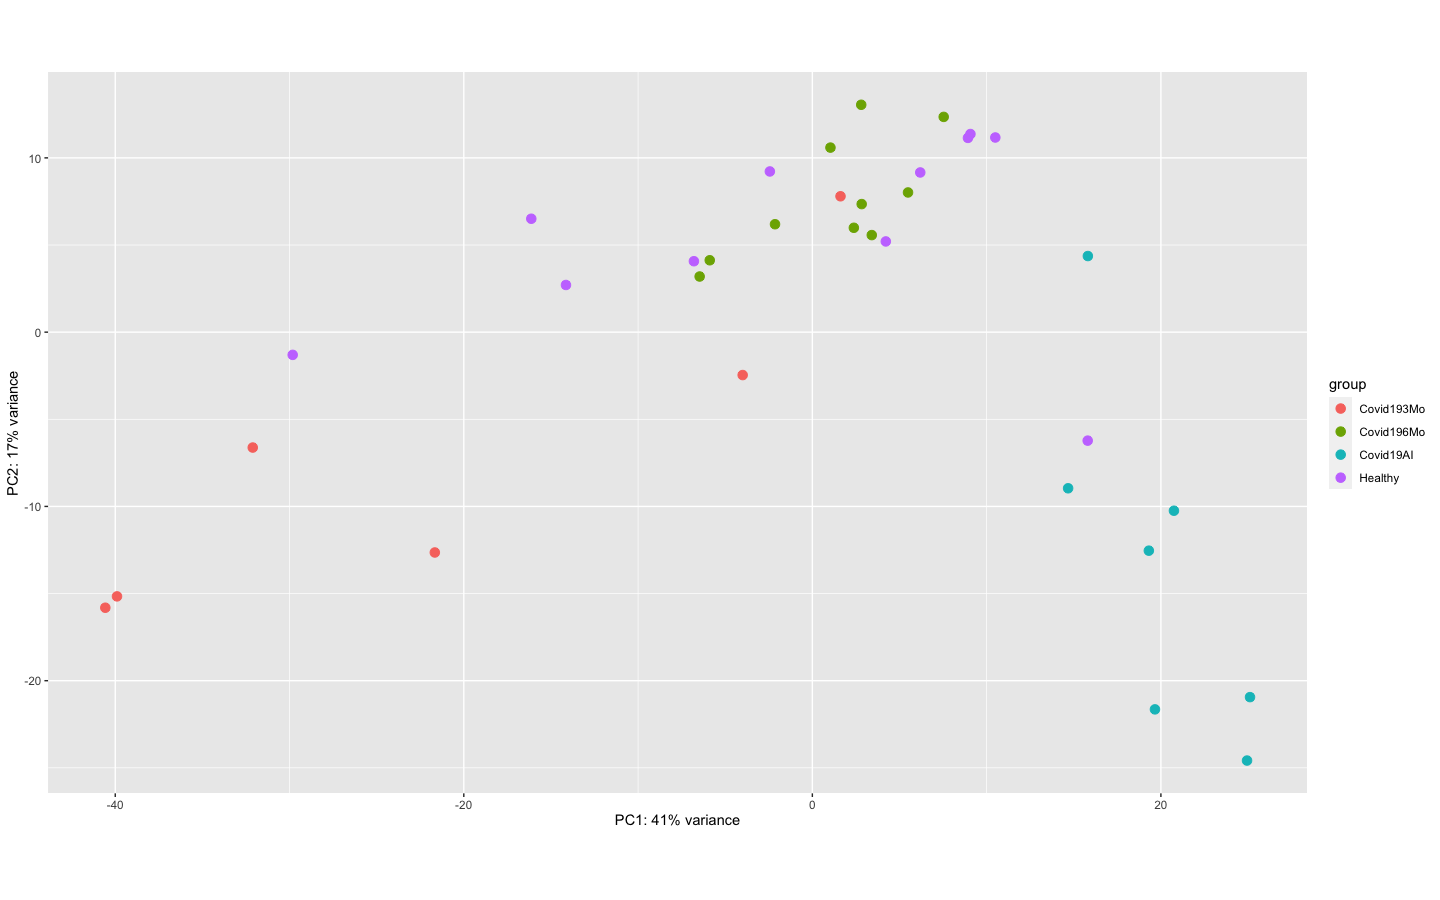 10
0
-10
-20
PC2: 17% variance
-40
-20
0
20
PC1: 41% variance
group
Covid193Mo
Covid196Mo
Covid19AI
Healthy